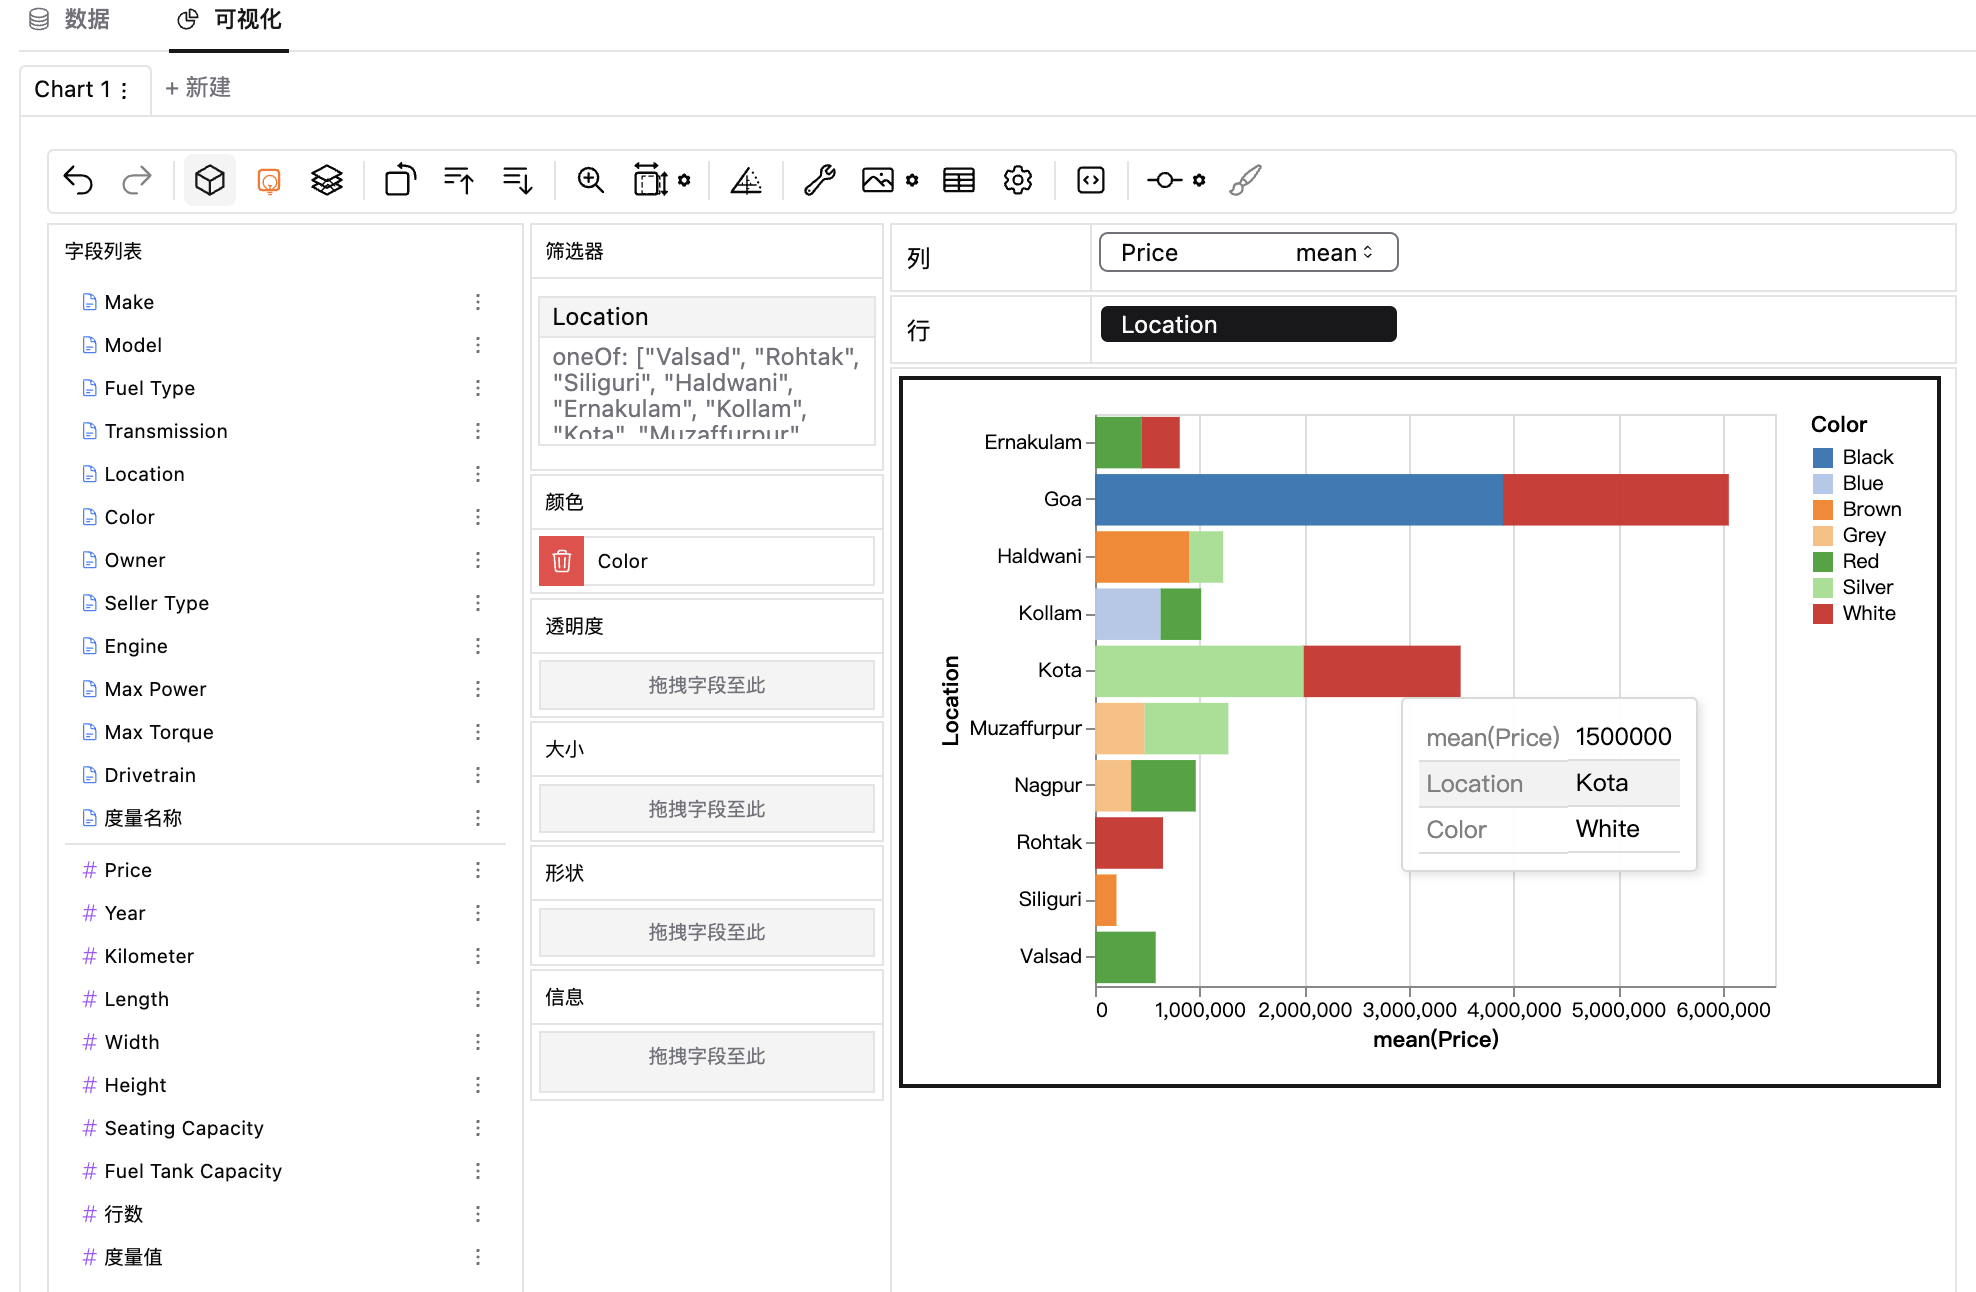 数据
可视化
Chart 1
+ 新建
字段列表
Make
Model
Fuel Type
Transmission
Location
Color
Owner
Seller Type
Engine
Max Power
Max Torque
Drivetrain
度量名称
# Price
# Year
# Kilometer
# Length
# Width
# Height
# Seating Capacity
# Fuel Tank Capacity
# 行数
# 度量值
筛选器
Location
oneOf: ["Valsad", "Rohtak",
"Siliguri", "Haldwani",
"Ernakulam", "Kollam",
"Kota", "Muzaffurpur"
颜色
Color
透明度
拖拽字段至此
大小
拖拽字段至此
形状
拖拽字段至此
信息
拖拽字段至此
列
Price mean
行
Location
Location
Ernakulam
Goa
Haldwani
Kollam
Kota
Muzaffurpur
Nagpur
Rohtak
Siliguri
Valsad
0 1,000,000 2,000,000 3,000,000 4,000,000 5,000,000 6,000,000
mean(Price)
Color
Black
Blue
Brown
Grey
Red
Silver
White
mean(Price) 1500000
Location Kota
Color White